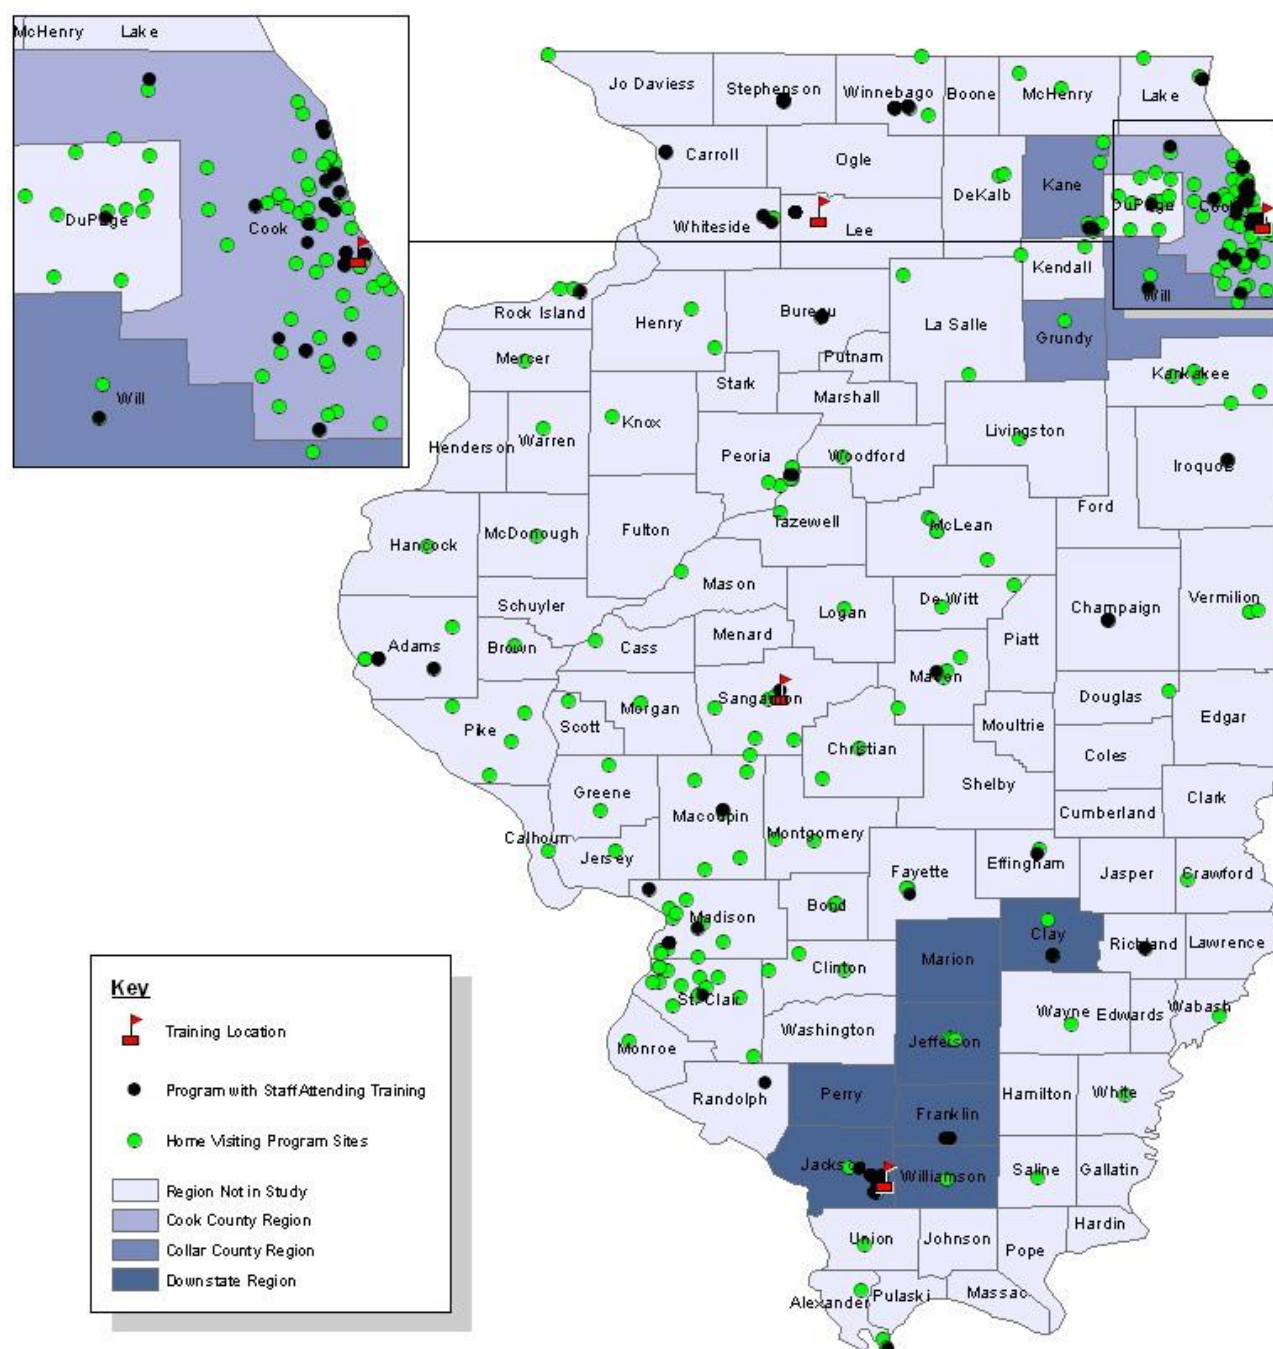 McHenry Lake
DuPage
Cook
Will
Jo Daviess Stephenson Winnebago Boone McHenry Lake
Carroll Ogle DeKalb Kane DuPage Cook
Whiteside Lee
Kendall
Rock Island Henry Bureau La Salle Grundy Will
Mercer Putnam
Stark Marshall Kankakee
Knox
Henderson Warren Peoria Woodford Livingston Iroquois
Ford
Hancock McDonough Fulton Tazewell McLean
Mason
Schuyler Logan De Witt Champaign Vermilion
Adams Brown Cass Menard Piatt
Macon
Pike Scott Morgan Sangamon Douglas Edgar
Christian Moultrie
Coles
Greene Shelby
Clark
Macoupin Cumberland
Calhoun Jersey Montgomery
Effingham
Fayette Jasper Crawford
Madison Bond
Clay Richland Lawrence
Marion
Clinton
St. Clair
Wayne Edwards Wabash
Washington
Monroe Jefferson
Randolph Perry Hamilton White
Franklin
Jackson Williamson Saline Gallatin
Union Johnson Pope Hardin
Alexander Pulaski Massac
Key
Training Location
Program with Staff Attending Training
Home Visiting Program Sites
Region Not in Study
Cook County Region
Collar County Region
Downstate Region